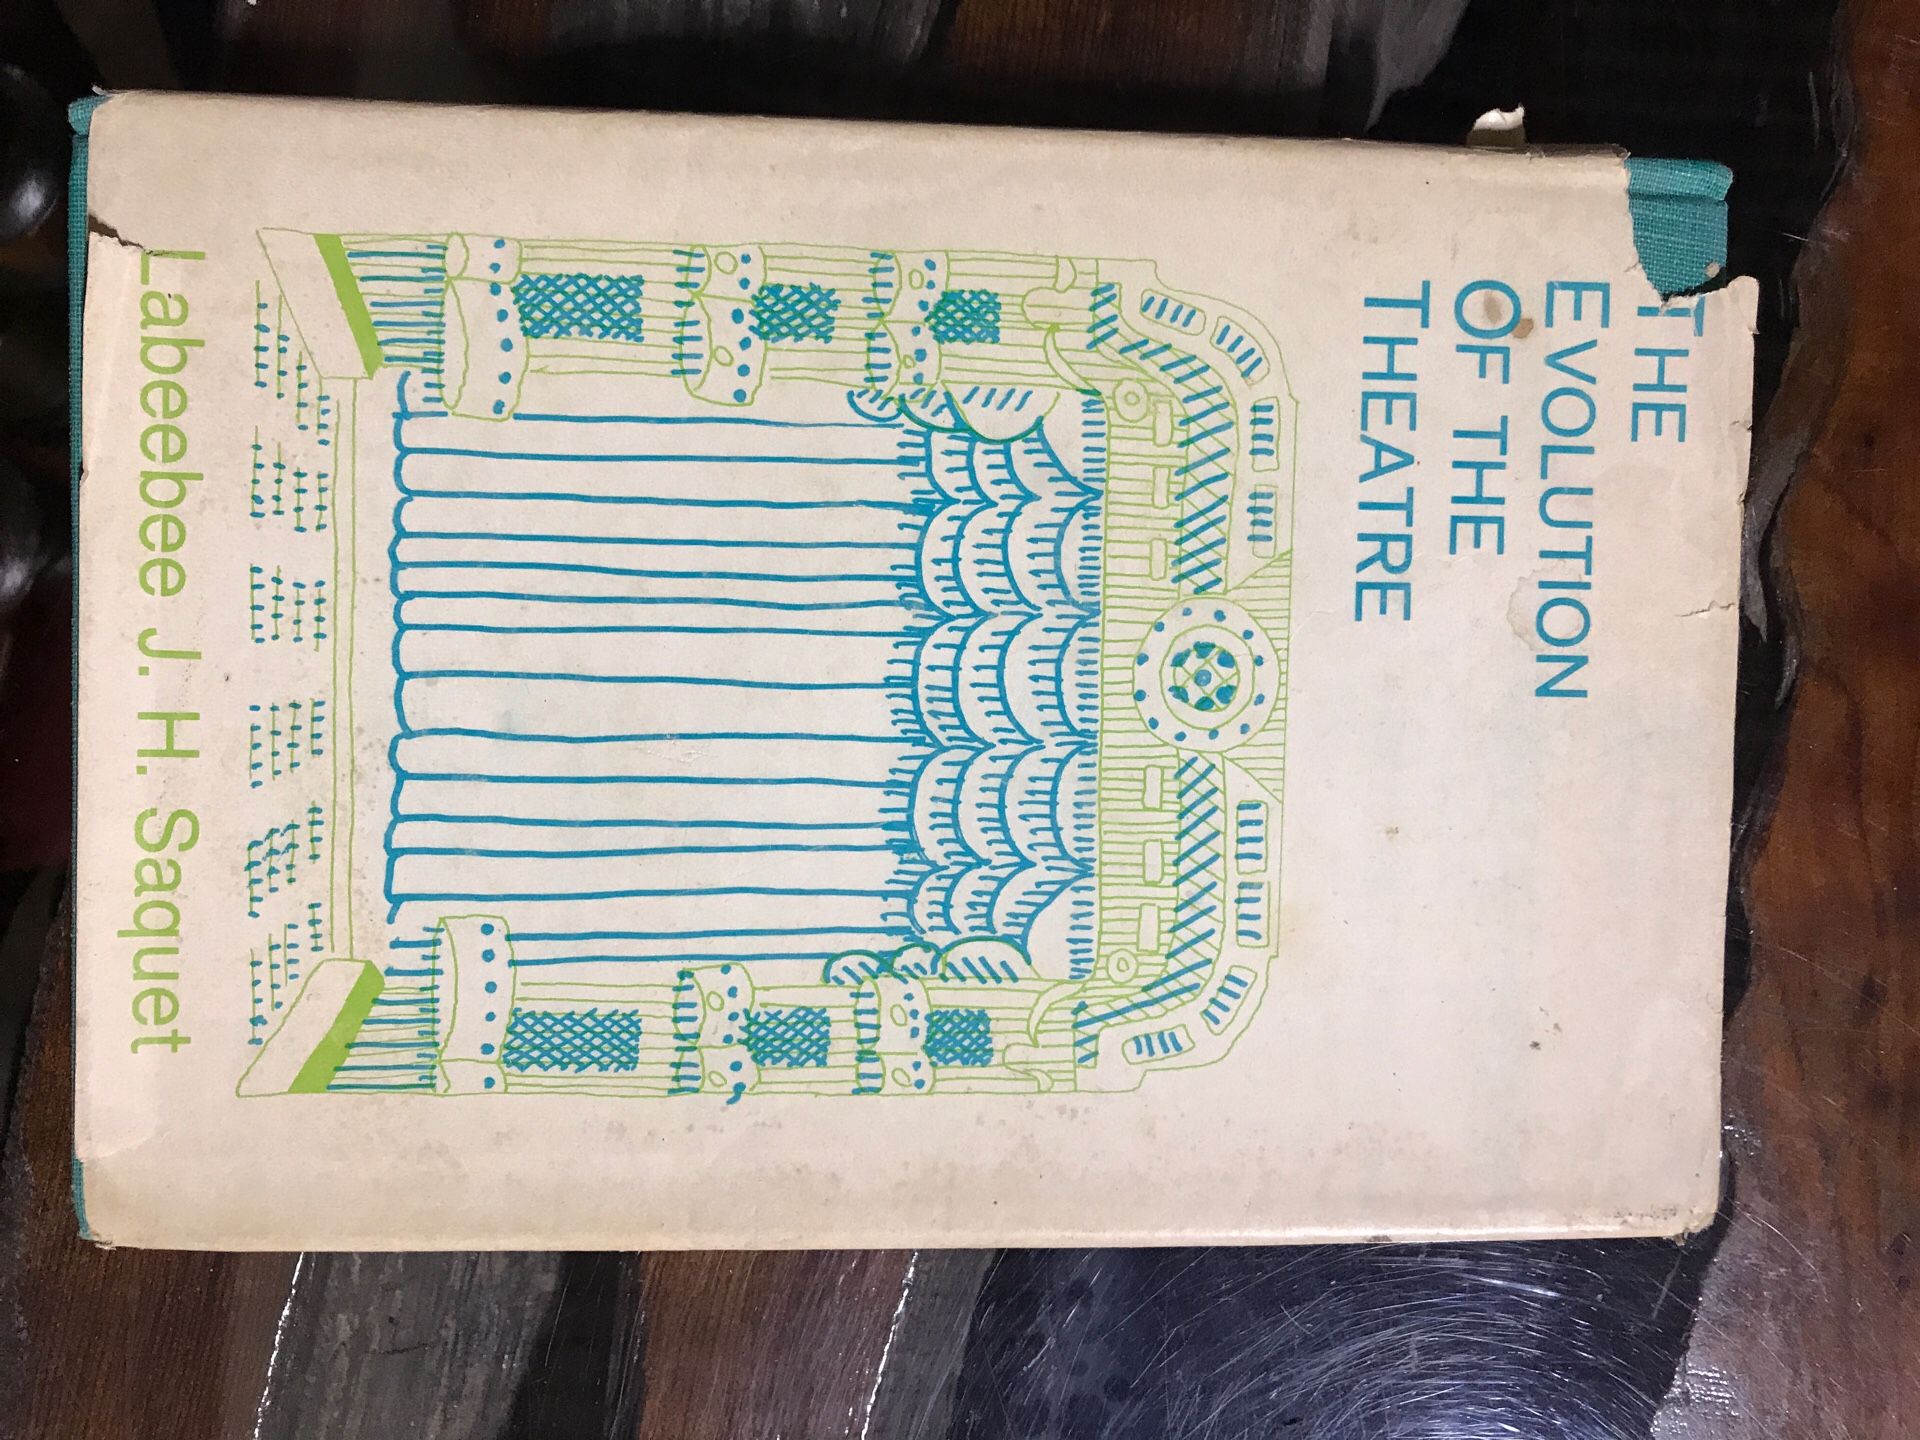 THE
EVOLUTION
OF THE
THEATRE
Labeebee J. H. Saquet